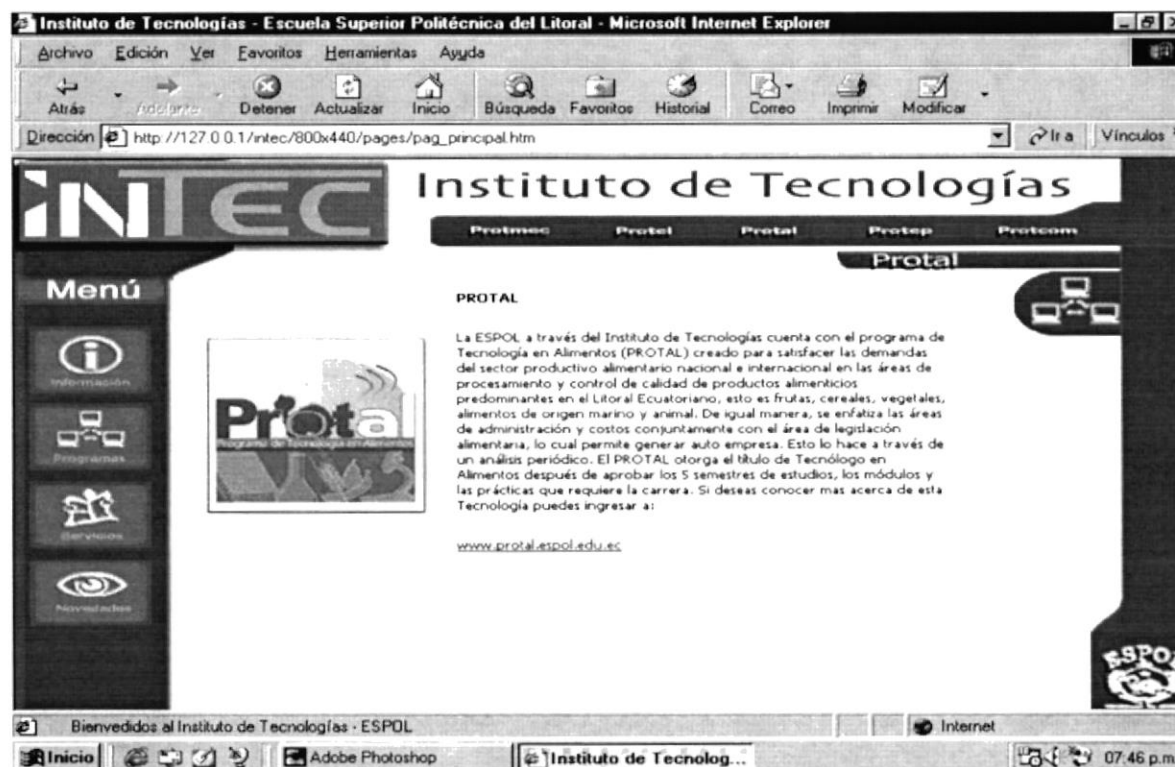 Instituto de Tecnologías - Escuela Superior Politécnica del Litoral - Microsoft Internet Explorer
Archivo Edición Ver Favoritos Herramientas Ayuda
Atrás Adelante Detener Actualizar Inicio Búsqueda Favoritos Historial Correo Imprimir Modificar
Dirección http://127.0.0.1/intec/800x440/pages/pag_principal.htm Ir a Vínculos
INTEC Instituto de Tecnologías
Protmec Protel Protal Protep Protcom
Protal
Menú
Información
Programas
Servicios
Novedades
Protal
Programa de Tecnología en Alimentos
PROTAL
La ESPOL a través del Instituto de Tecnologías cuenta con el programa de
Tecnología en Alimentos (PROTAL) creado para satisfacer las demandas
del sector productivo alimentario nacional e internacional en las áreas de
procesamiento y control de calidad de productos alimenticios
predominantes en el Litoral Ecuatoriano, esto es frutas, cereales, vegetales,
alimentos de origen marino y animal. De igual manera, se enfatiza las áreas
de administración y costos conjuntamente con el área de legislación
alimentaria, lo cual permite generar auto empresa. Esto lo hace a través de
un análisis periódico. El PROTAL otorga el título de Tecnólogo en
Alimentos después de aprobar los 5 semestres de estudios, los módulos y
las prácticas que requiere la carrera. Si deseas conocer mas acerca de esta
Tecnología puedes ingresar a:
www.protal.espol.edu.ec
ESPO
Bienvedidos al Instituto de Tecnologías - ESPOL Internet
Inicio Adobe Photoshop Instituto de Tecnolog... 07:46 p.m